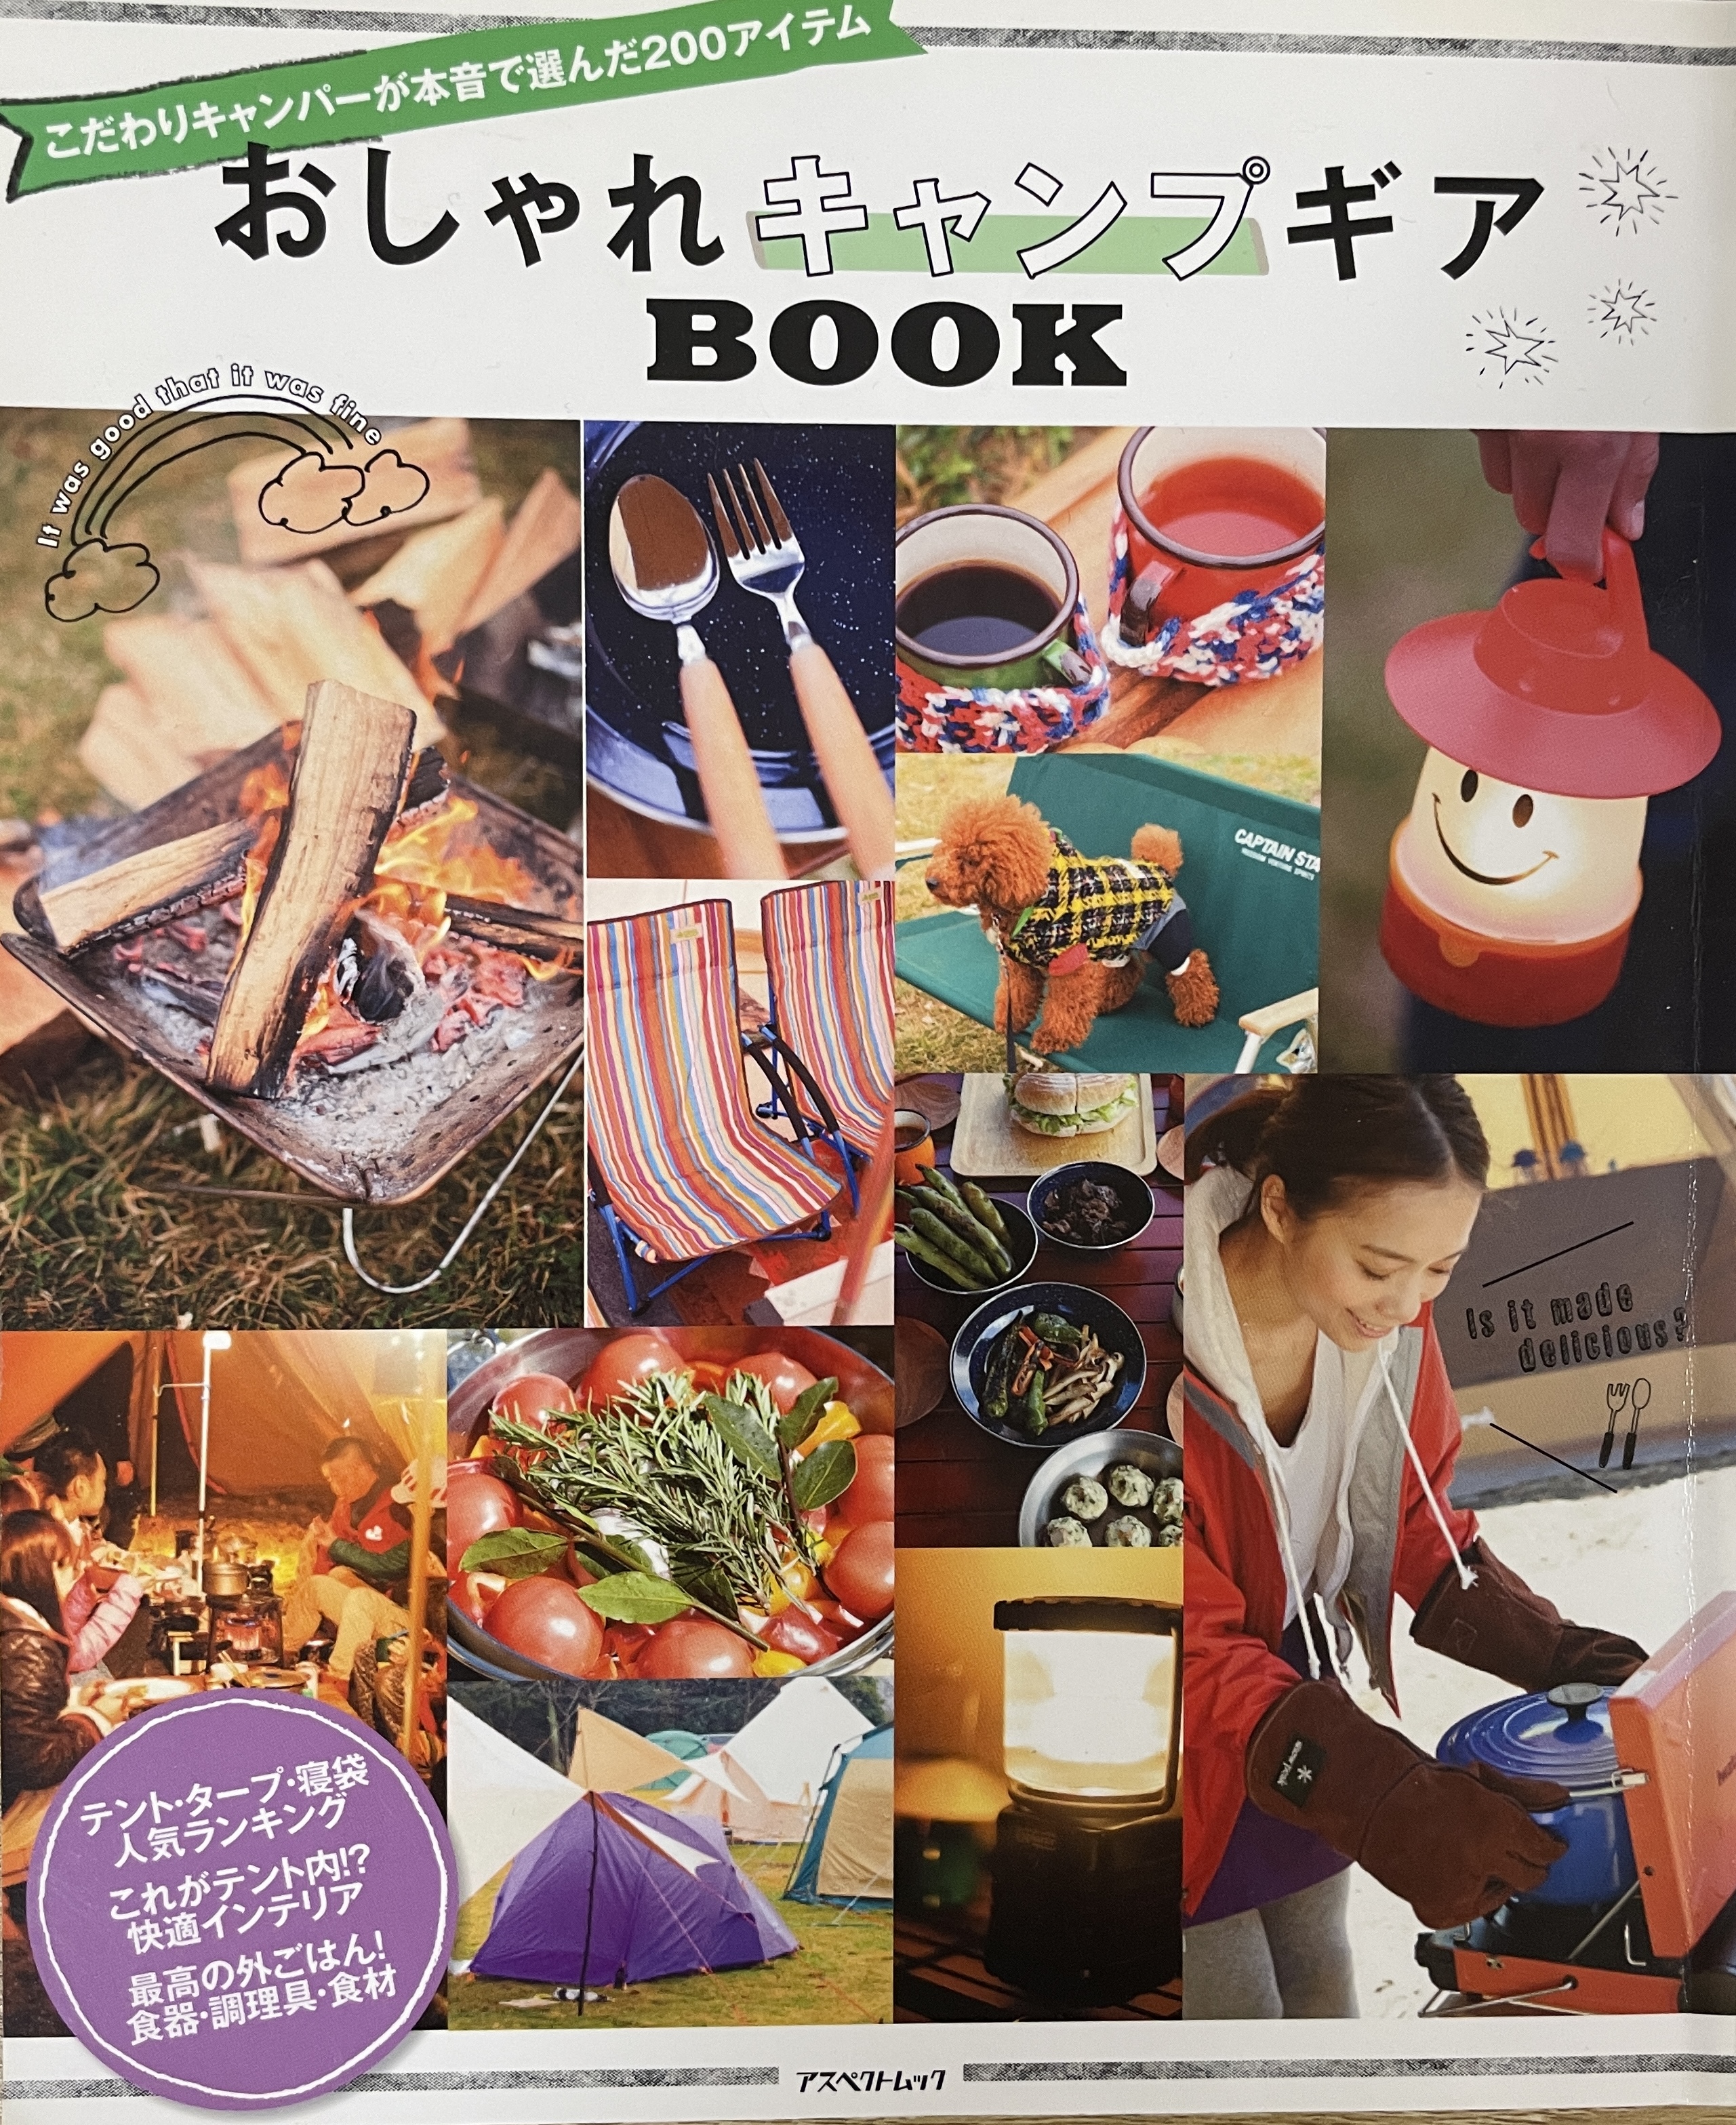 こだわりキャンパーが本音で選んだ200アイテム
おしゃれキャンプギア
BOOK
It was good that it was fine
CAPTAIN STA
Is it made
delicious?
snow peak
テント・タープ・寝袋
人気ランキング
これがテント内!?
快適インテリア
最高の外ごはん!
食器・調理具・食材
アスペクトムック